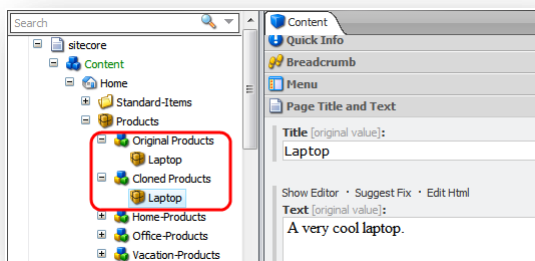 Search
sitecore
Content
Home
Standard-Items
Products
Original Products
Laptop
Cloned Products
Laptop
Home-Products
Office-Products
Vacation-Products
Content
Quick Info
Breadcrumb
Menu
Page Title and Text
Title [original value]:
Laptop
Show Editor · Suggest Fix · Edit Html
Text [original value]:
A very cool laptop.